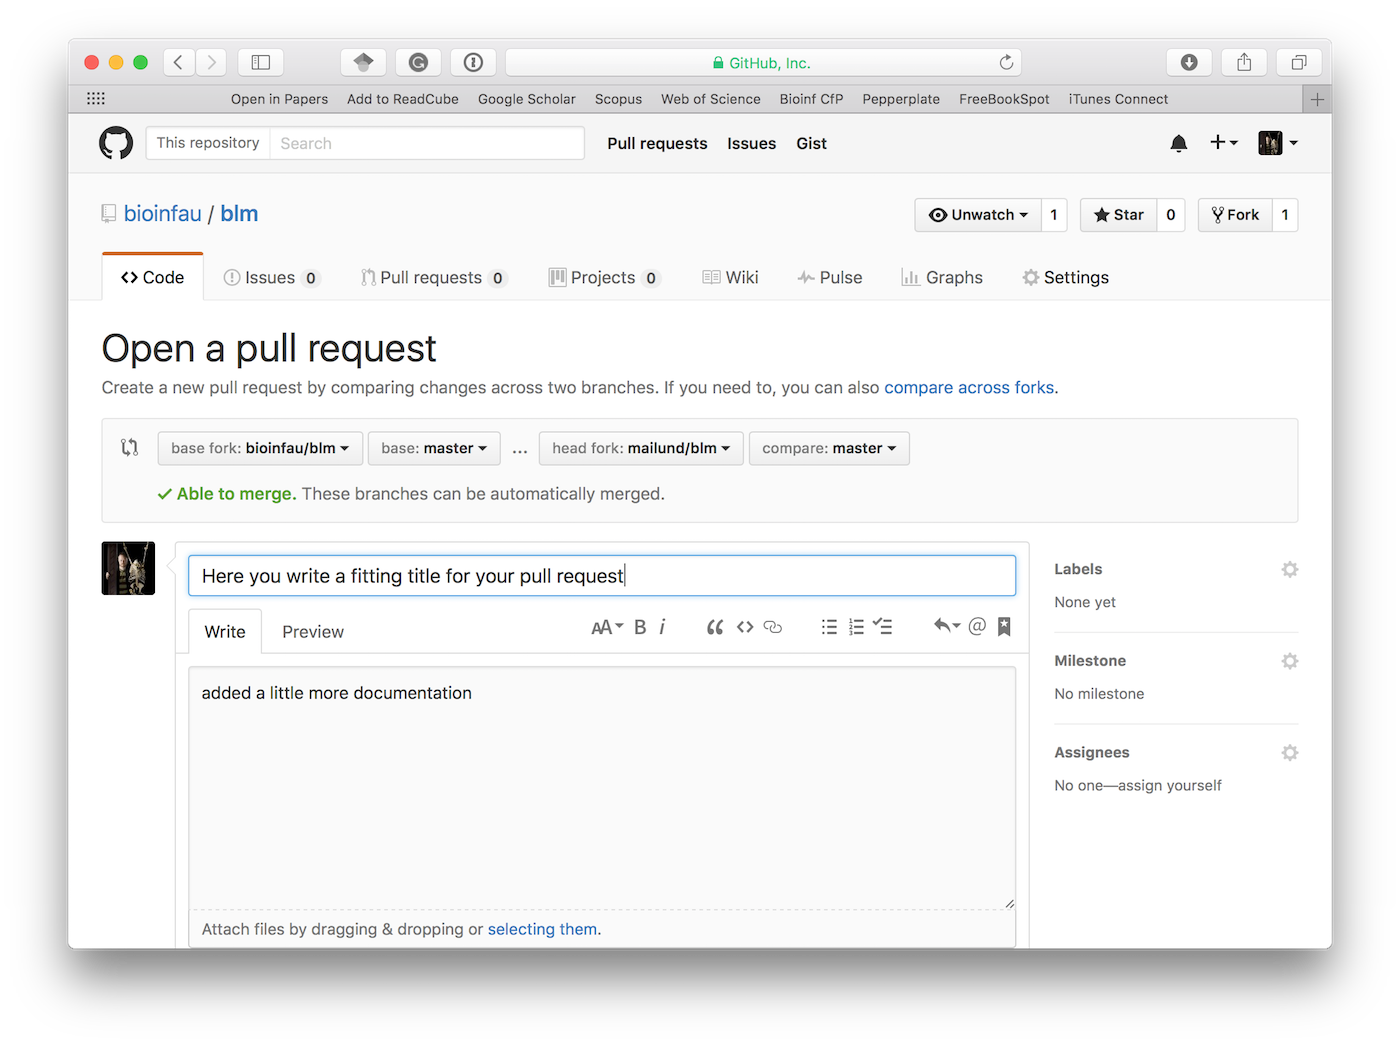 GitHub, Inc.
Open in Papers Add to ReadCube Google Scholar Scopus Web of Science Bioinf CfP Pepperplate FreeBookSpot iTunes Connect
This repository Search Pull requests Issues Gist
bioinfau / blm Unwatch 1 Star 0 Fork 1
Code Issues 0 Pull requests 0 Projects 0 Wiki Pulse Graphs Settings
Open a pull request
Create a new pull request by comparing changes across two branches. If you need to, you can also compare across forks.
base fork: bioinfau/blm base: master ... head fork: mailund/blm compare: master
Able to merge. These branches can be automatically merged.
Here you write a fitting title for your pull request
Write Preview AA B i
added a little more documentation
Attach files by dragging & dropping or selecting them.
Labels
None yet
Milestone
No milestone
Assignees
No one—assign yourself